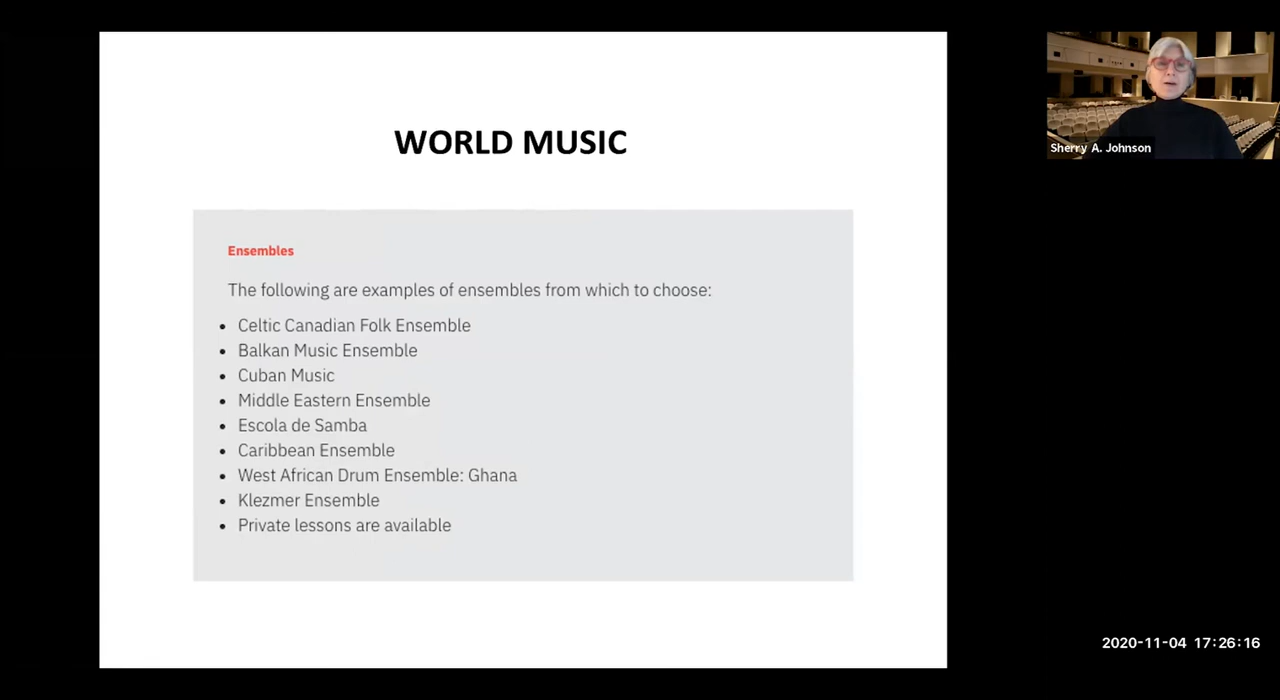 WORLD MUSIC
Sherry A. Johnson
Ensembles
The following are examples of ensembles from which to choose:
• Celtic Canadian Folk Ensemble
• Balkan Music Ensemble
• Cuban Music
• Middle Eastern Ensemble
• Escola de Samba
• Caribbean Ensemble
• West African Drum Ensemble: Ghana
• Klezmer Ensemble
• Private lessons are available
2020-11-04 17:26:16